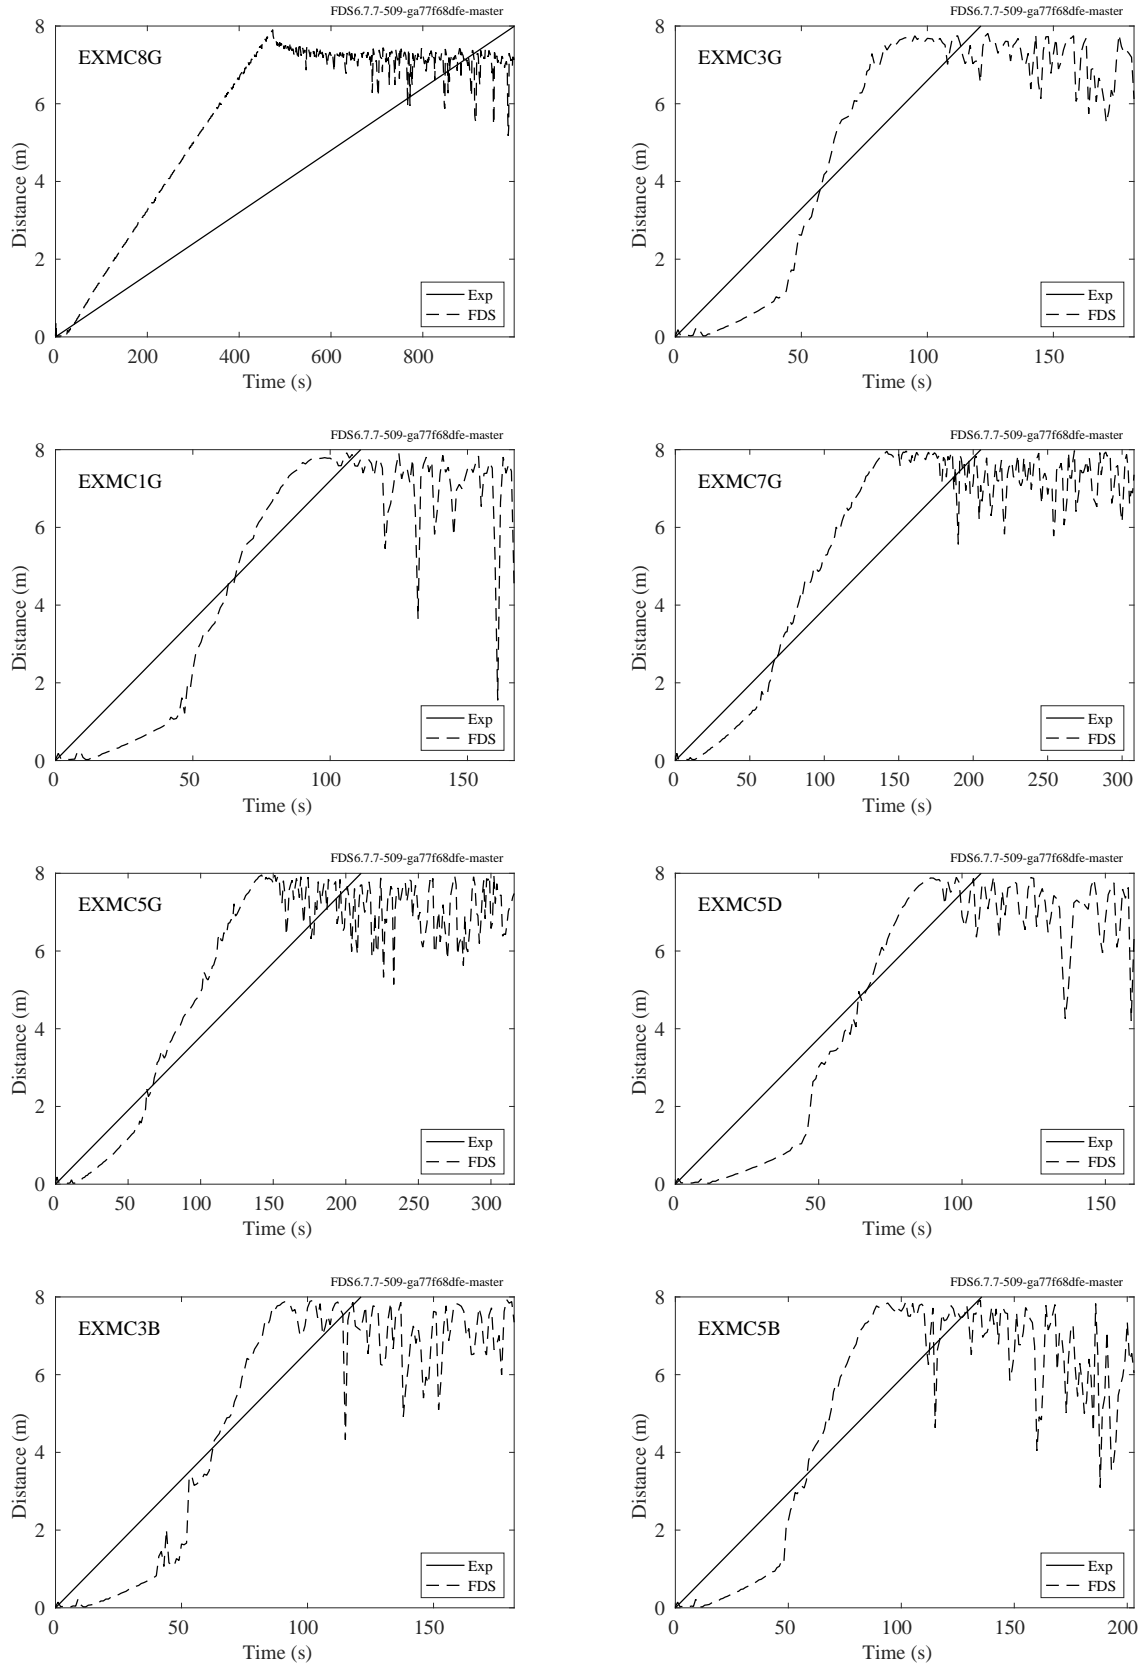 FDS6.7.7-509-ga77f68dfe-master
EXMC8G
8
6
4
2
0
Distance (m)
0 200 400 600 800
Time (s)
Exp
FDS
FDS6.7.7-509-ga77f68dfe-master
EXMC3G
8
6
4
2
0
Distance (m)
0 50 100 150
Time (s)
Exp
FDS
FDS6.7.7-509-ga77f68dfe-master
EXMC1G
8
6
4
2
0
Distance (m)
0 50 100 150
Time (s)
Exp
FDS
FDS6.7.7-509-ga77f68dfe-master
EXMC7G
8
6
4
2
0
Distance (m)
0 50 100 150 200 250 300
Time (s)
Exp
FDS
FDS6.7.7-509-ga77f68dfe-master
EXMC5G
8
6
4
2
0
Distance (m)
0 50 100 150 200 250 300
Time (s)
Exp
FDS
FDS6.7.7-509-ga77f68dfe-master
EXMC5D
8
6
4
2
0
Distance (m)
0 50 100 150
Time (s)
Exp
FDS
FDS6.7.7-509-ga77f68dfe-master
EXMC3B
8
6
4
2
0
Distance (m)
0 50 100 150
Time (s)
Exp
FDS
FDS6.7.7-509-ga77f68dfe-master
EXMC5B
8
6
4
2
0
Distance (m)
0 50 100 150 200
Time (s)
Exp
FDS